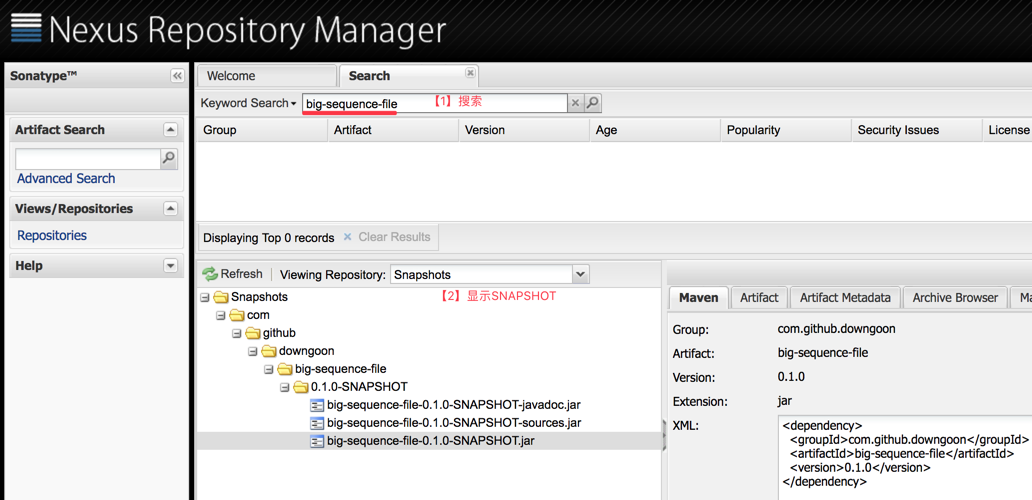 Nexus Repository Manager
Sonatype™
Welcome
Search
Keyword Search
big-sequence-file
【1】搜索
Artifact Search
Advanced Search
Views/Repositories
Repositories
Help
Group
Artifact
Version
Age
Popularity
Security Issues
License
Displaying Top 0 records
Clear Results
Refresh
Viewing Repository:
Snapshots
【2】显示SNAPSHOT
Snapshots
com
github
downgoon
big-sequence-file
0.1.0-SNAPSHOT
big-sequence-file-0.1.0-SNAPSHOT-javadoc.jar
big-sequence-file-0.1.0-SNAPSHOT-sources.jar
big-sequence-file-0.1.0-SNAPSHOT.jar
Maven
Artifact
Artifact Metadata
Archive Browser
Ma
Group: com.github.downgoon
Artifact: big-sequence-file
Version: 0.1.0
Extension: jar
XML:
<dependency>
<groupId>com.github.downgoon</groupId>
<artifactId>big-sequence-file</artifactId>
<version>0.1.0</version>
</dependency>